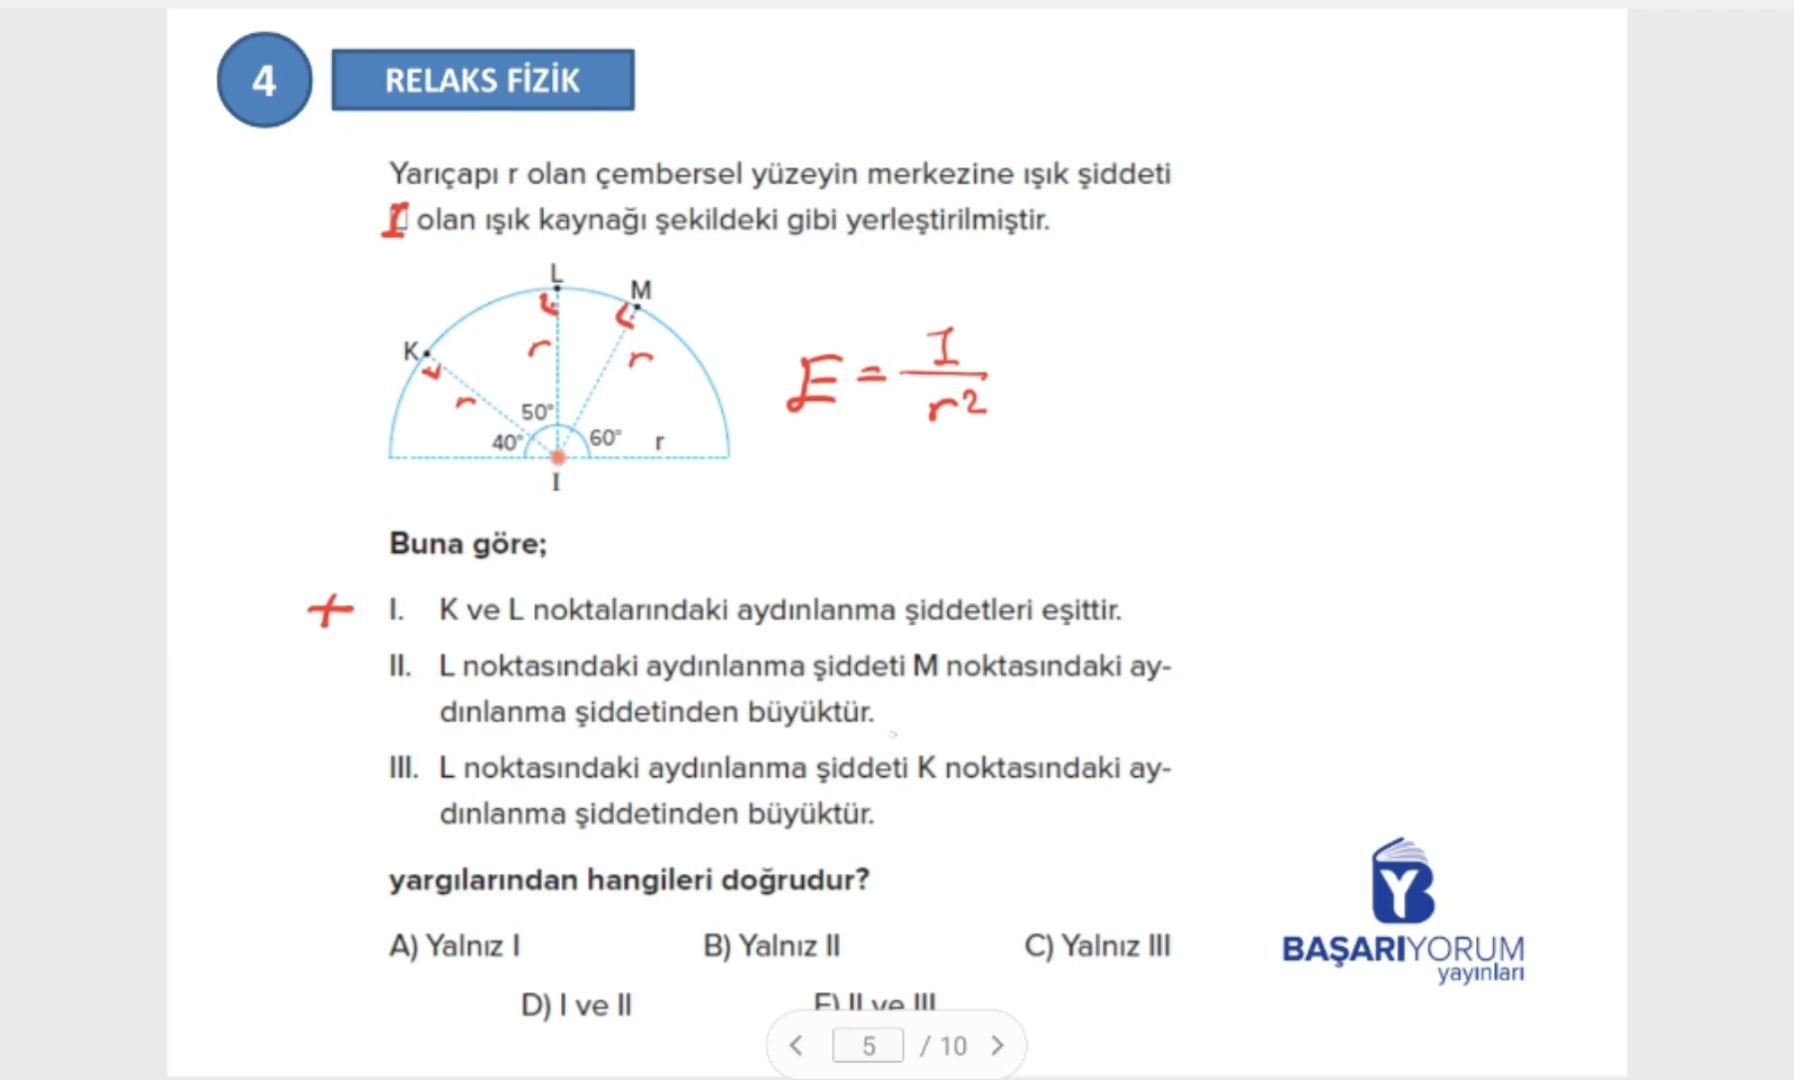 4
RELAKS FİZİK
Yarıçapı r olan çembersel yüzeyin merkezine ışık şiddeti
I olan ışık kaynağı şekildeki gibi yerleştirilmiştir.
L
M
K
r
r
r
50°
40°
60°
r
I
E = I / r²
Buna göre;
+ I. K ve L noktalarındaki aydınlanma şiddetleri eşittir.
II. L noktasındaki aydınlanma şiddeti M noktasındaki ay-
dınlanma şiddetinden büyüktür.
III. L noktasındaki aydınlanma şiddeti K noktasındaki ay-
dınlanma şiddetinden büyüktür.
yargılarından hangileri doğrudur?
A) Yalnız I B) Yalnız II C) Yalnız III
D) I ve II E) II ve III
BAŞARIYORUM
yayınları
5 / 10